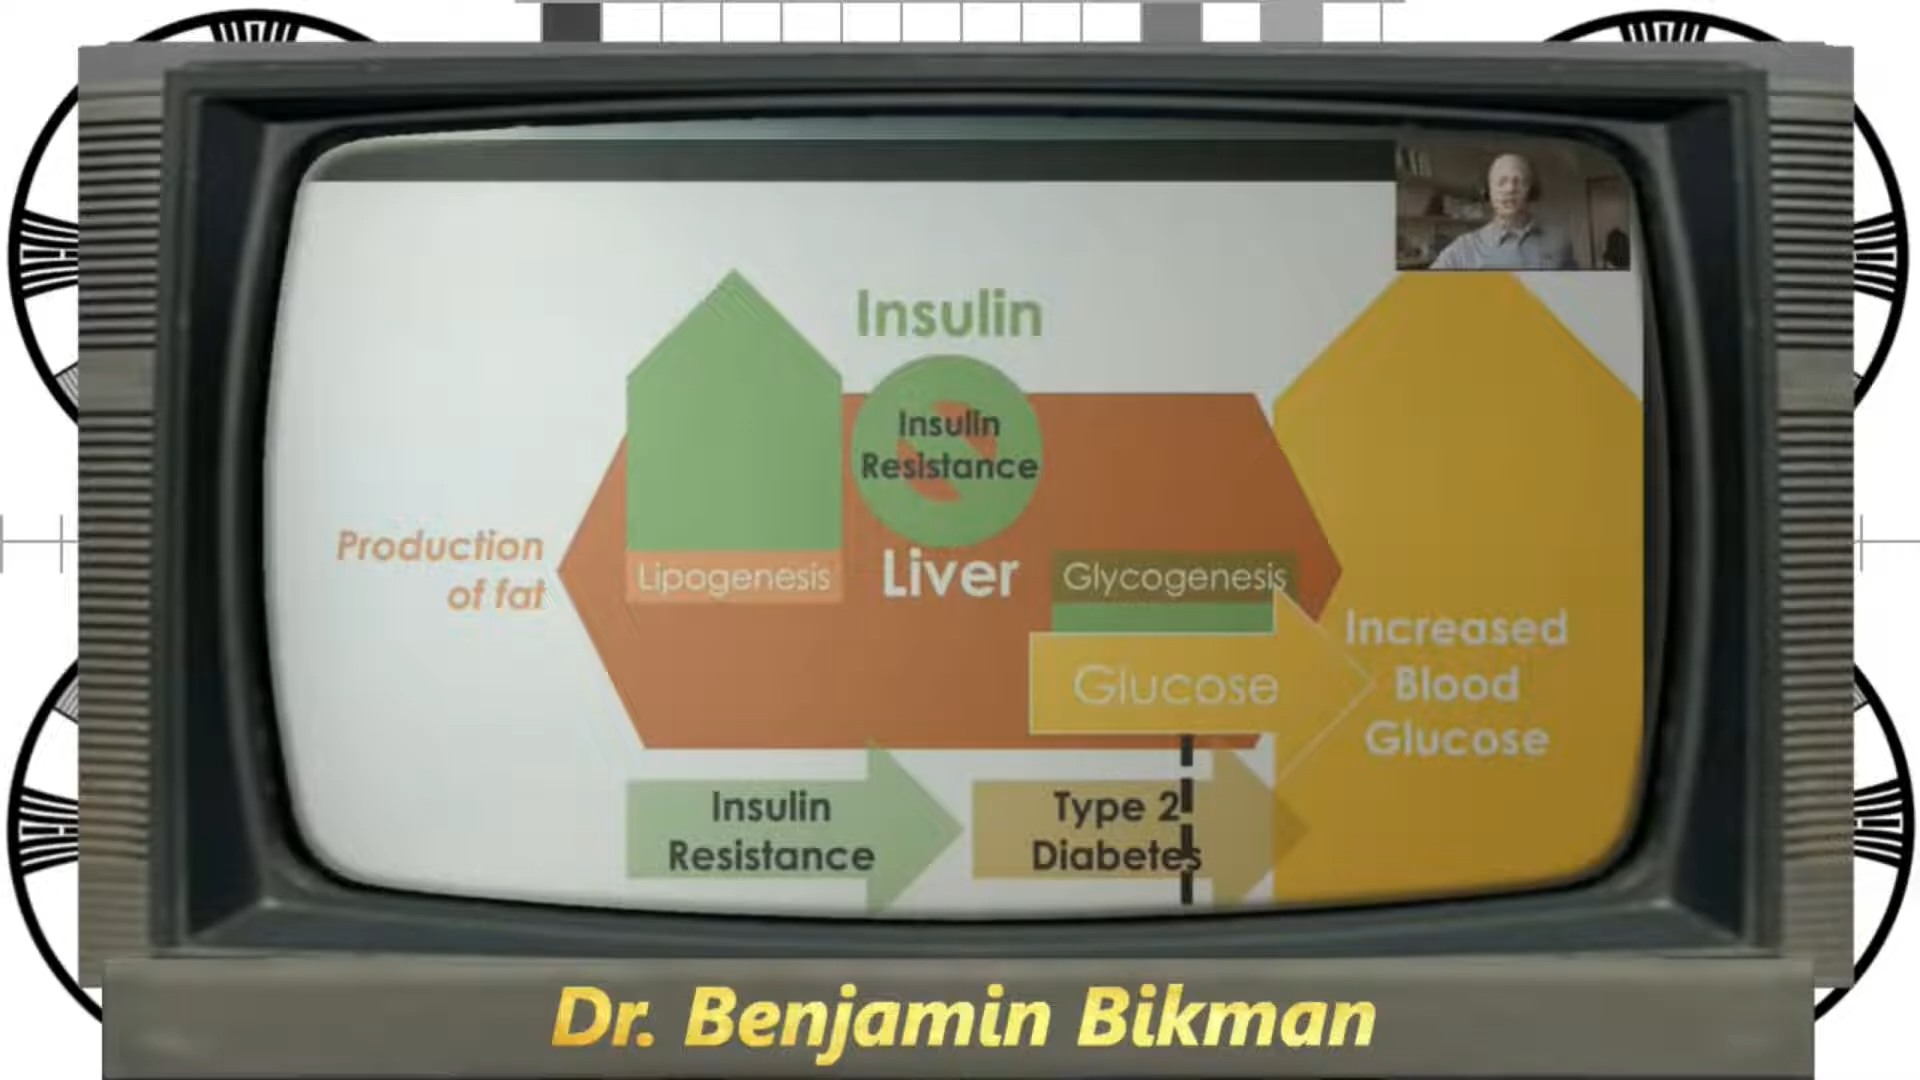 Insulin
Insulin
Resistance
Production
of fat
Lipogenesis
Liver
Glycogenesis
Glucose
Increased
Blood
Glucose
Insulin
Resistance
Type 2
Diabetes
Dr. Benjamin Bikman